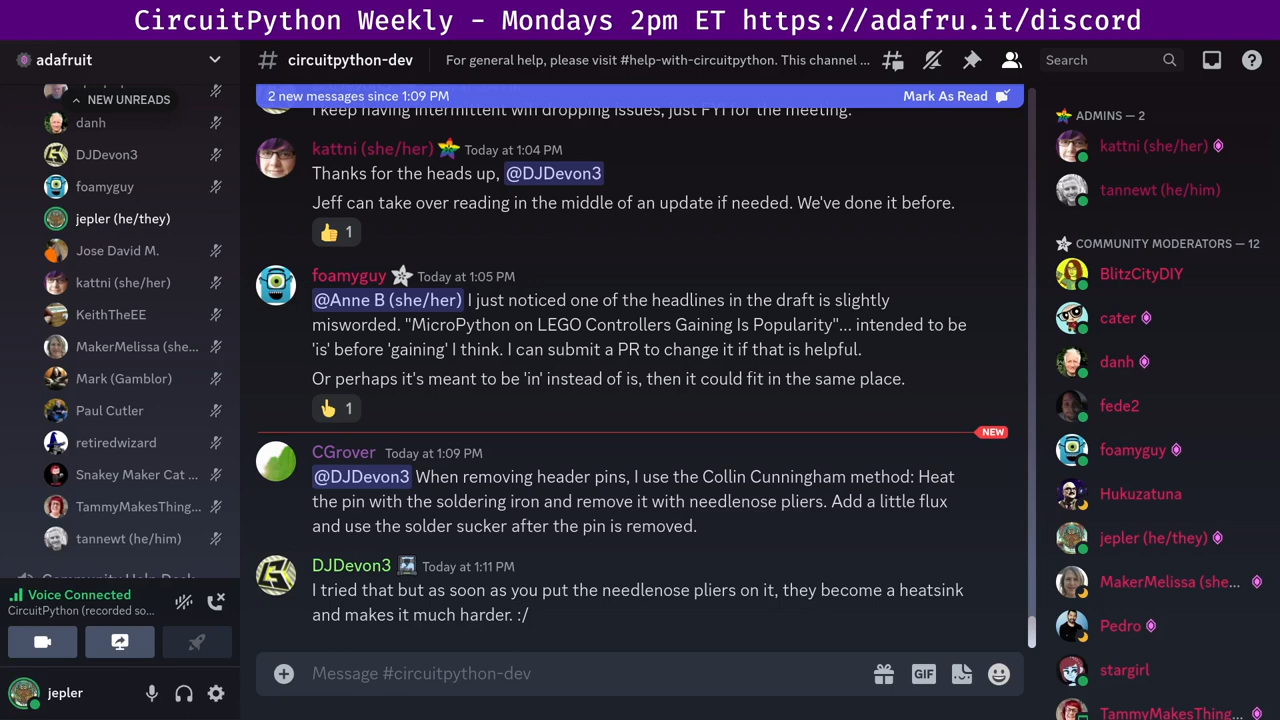 CircuitPython Weekly - Mondays 2pm ET https://adafru.it/discord
adafruit
NEW UNREADS
danh
DJDevon3
foamyguy
jepler (he/they)
Jose David M.
kattni (she/her)
KeithTheEE
MakerMelissa (she...
Mark (Gamblor)
Paul Cutler
retiredwizard
Snakey Maker Cat ...
TammyMakesThing...
tannewt (he/him)
Voice Connected
CircuitPython (recorded so...
jepler
# circuitpython-dev
For general help, please visit #help-with-circuitpython. This channel ...
Search
2 new messages since 1:09 PM
Mark As Read
I keep having intermittent wifi dropping issues, just FYI for the meeting.
kattni (she/her) Today at 1:04 PM
Thanks for the heads up, @DJDevon3
Jeff can take over reading in the middle of an update if needed. We've done it before.
1
foamyguy Today at 1:05 PM
@Anne B (she/her) I just noticed one of the headlines in the draft is slightly
misworded. "MicroPython on LEGO Controllers Gaining Is Popularity"... intended to be
'is' before 'gaining' I think. I can submit a PR to change it if that is helpful.
Or perhaps it's meant to be 'in' instead of is, then it could fit in the same place.
1
NEW
CGrover Today at 1:09 PM
@DJDevon3 When removing header pins, I use the Collin Cunningham method: Heat
the pin with the soldering iron and remove it with needlenose pliers. Add a little flux
and use the solder sucker after the pin is removed.
DJDevon3 Today at 1:11 PM
I tried that but as soon as you put the needlenose pliers on it, they become a heatsink
and makes it much harder. :/
Message #circuitpython-dev
GIF
ADMINS — 2
kattni (she/her)
tannewt (he/him)
COMMUNITY MODERATORS — 12
BlitzCityDIY
cater
danh
fede2
foamyguy
Hukuzatuna
jepler (he/they)
MakerMelissa (she...
Pedro
stargirl
TammyMakesThing...